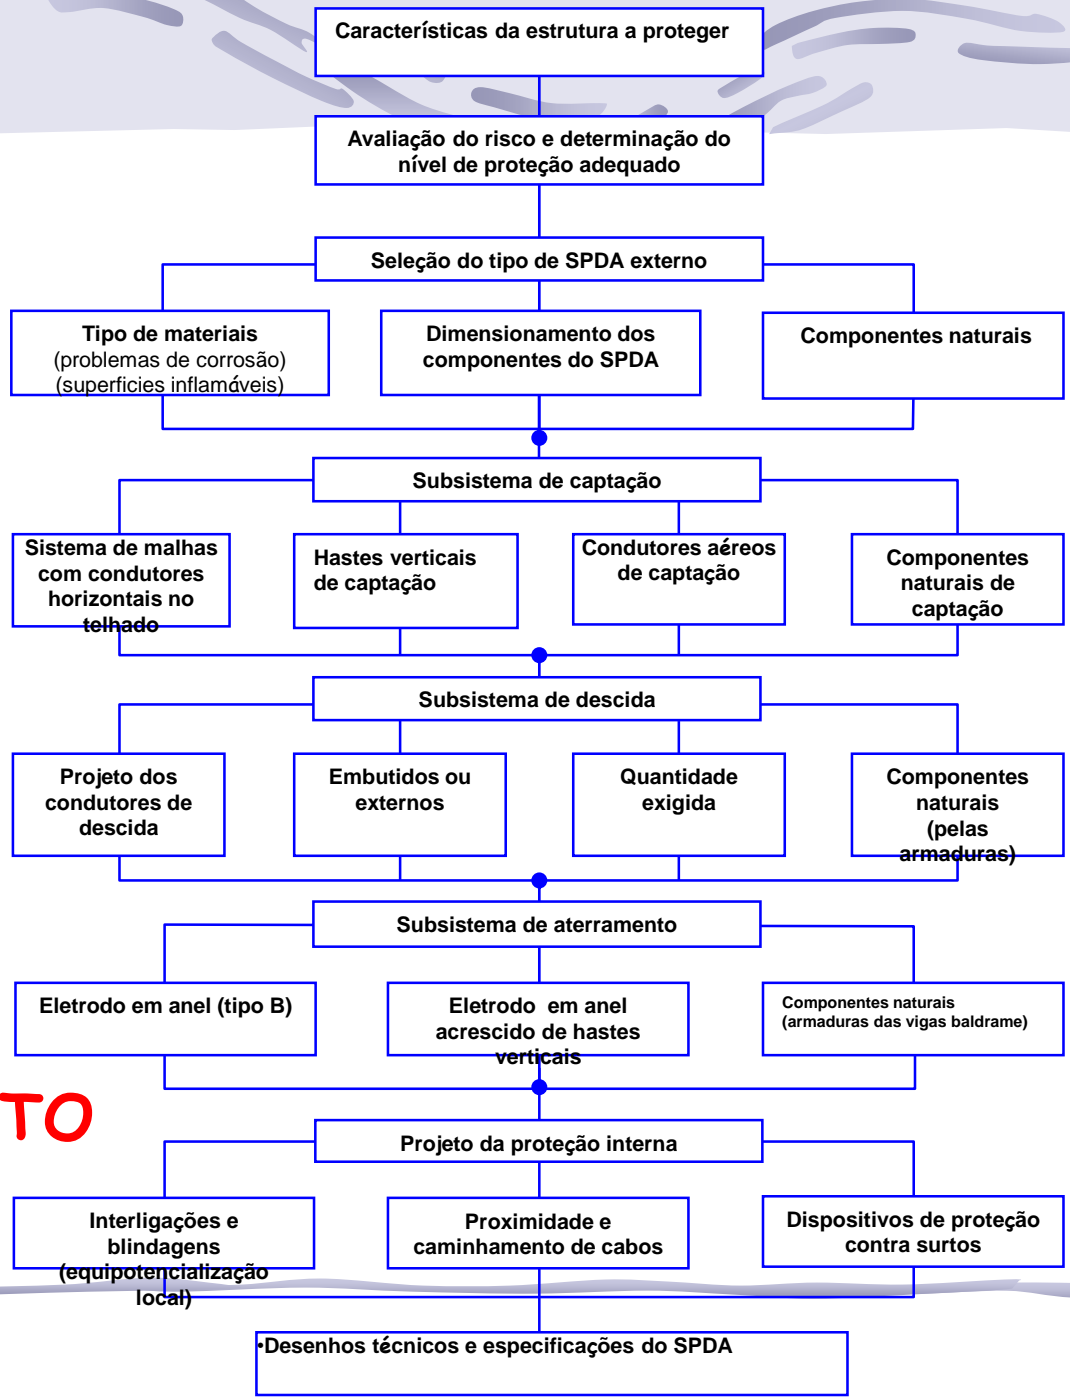 Características da estrutura a proteger
Avaliação do risco e determinação do
nível de proteção adequado
Seleção do tipo de SPDA externo
Tipo de materiais
(problemas de corrosão)
(superficies inflamáveis)
Dimensionamento dos
componentes do SPDA
Componentes naturais
Subsistema de captação
Sistema de malhas
com condutores
horizontais no
telhado
Hastes verticais
de captação
Condutores aéreos
de captação
Componentes
naturais de
captação
Subsistema de descida
Projeto dos
condutores de
descida
Embutidos ou
externos
Quantidade
exigida
Componentes
naturais
(pelas
armaduras)
Subsistema de aterramento
Eletrodo em anel (tipo B)
Eletrodo em anel
acrescido de hastes
verticais
Componentes naturais
(armaduras das vigas baldrame)
TO
Projeto da proteção interna
Interligações e
blindagens
(equipotencialização
local)
Proximidade e
caminhamento de cabos
Dispositivos de proteção
contra surtos
•Desenhos técnicos e especificações do SPDA